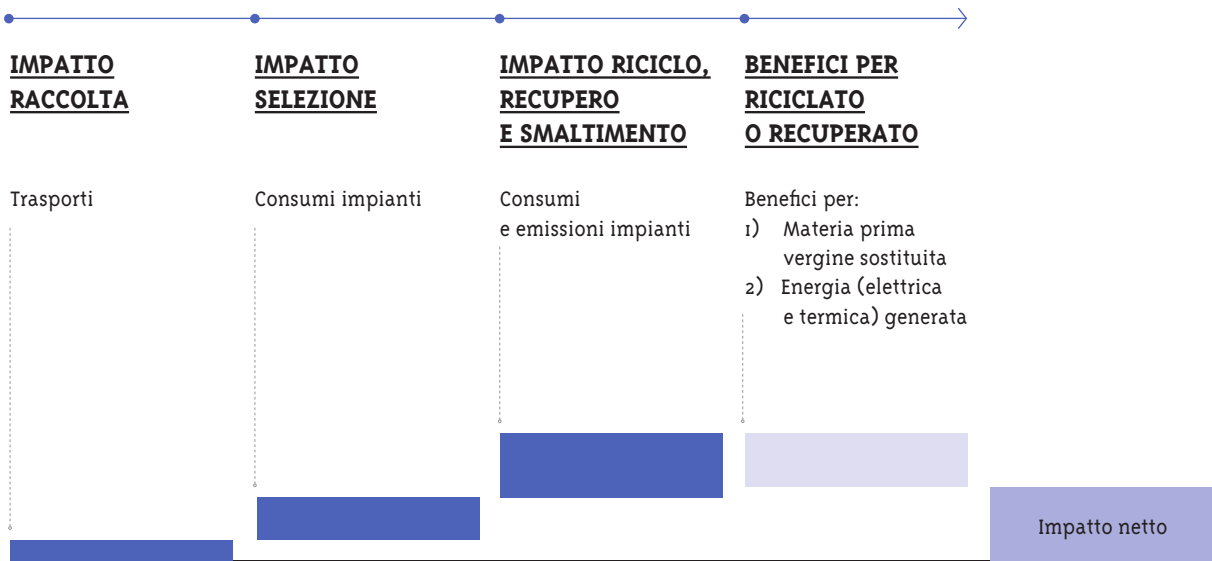 IMPATTO
RACCOLTA
IMPATTO
SELEZIONE
IMPATTO RICICLO,
RECUPERO
E SMALTIMENTO
BENEFICI PER
RICICLATO
O RECUPERATO
Trasporti
Consumi impianti
Consumi
e emissioni impianti
Benefici per:
1) Materia prima
vergine sostituita
2) Energia (elettrica
e termica) generata
Impatto netto